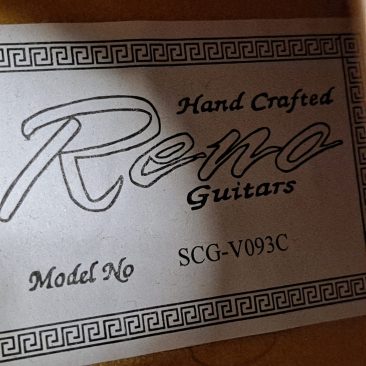 Hand Crafted
Reno
Guitars
Model No SCG-V093C